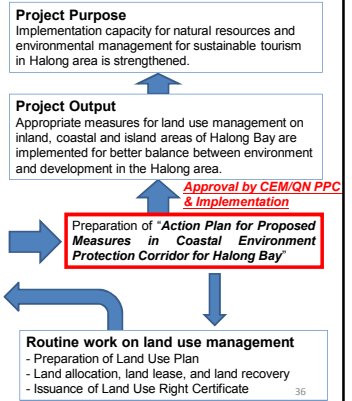 Project Purpose
Implementation capacity for natural resources and
environmental management for sustainable tourism
in Halong area is strengthened.
Project Output
Appropriate measures for land use management on
inland, coastal and island areas of Halong Bay are
implemented for better balance between environment
and development in the Halong area.
Approval by CEM/QN PPC
& Implementation
Preparation of “Action Plan for Proposed
Measures in Coastal Environment
Protection Corridor for Halong Bay”
Routine work on land use management
- Preparation of Land Use Plan
- Land allocation, land lease, and land recovery
- Issuance of Land Use Right Certificate
36